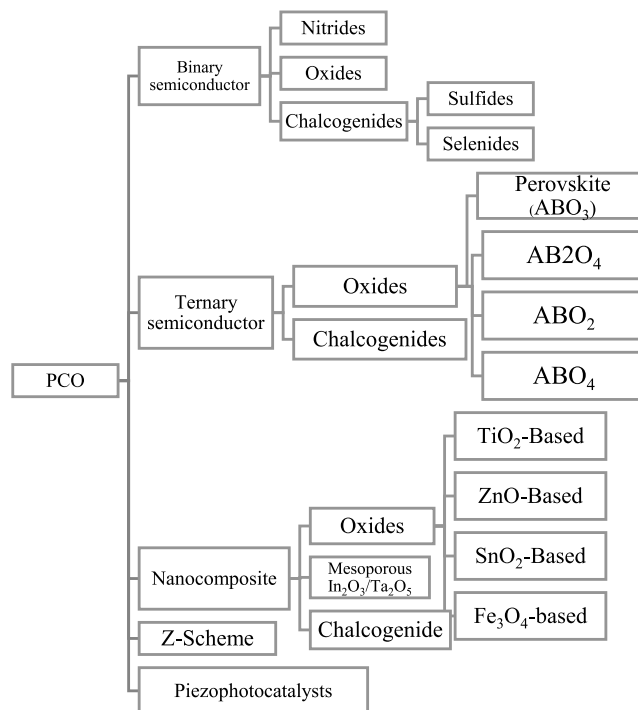 Nitrides
Binary
semiconductor
Oxides
Chalcogenides
Sulfides
Selenides
Perovskite
(ABO₃)
AB2O₄
Ternary
semiconductor
Oxides
Chalcogenides
ABO₂
ABO₄
PCO
TiO₂-Based
ZnO-Based
Oxides
Nanocomposite
Mesoporous
In₂O₃/Ta₂O₅
SnO₂-Based
Chalcogenide
Fe₃O₄-based
Z-Scheme
Piezophotocatalysts